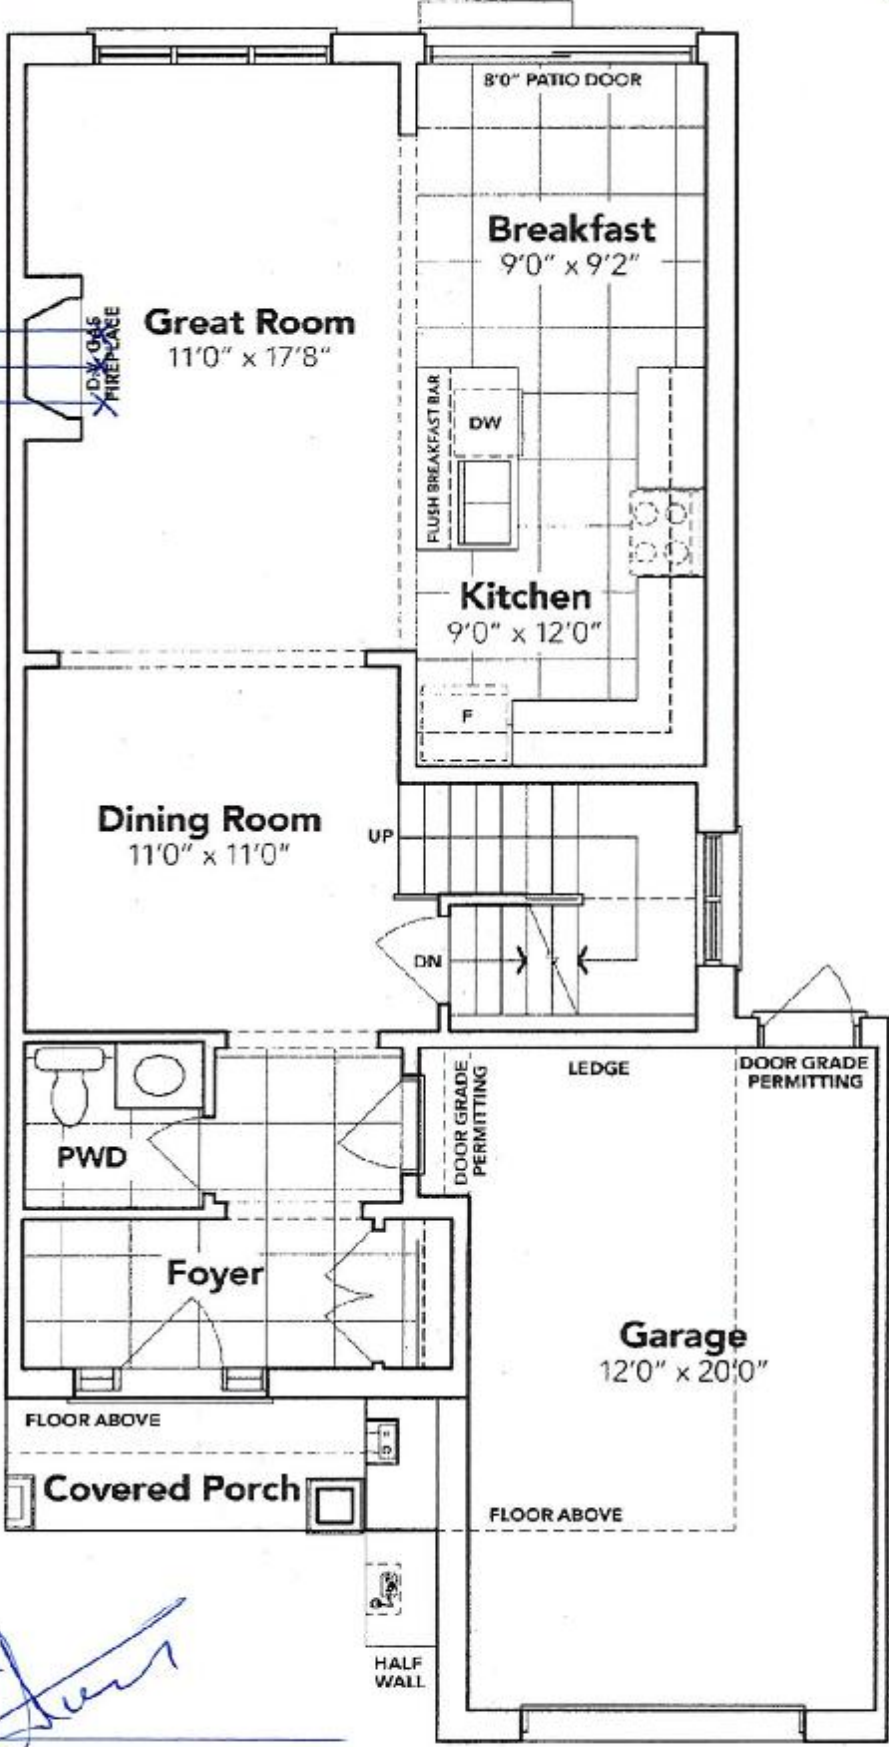 8'0" PATIO DOOR
Breakfast
9'0" x 9'2"
Great Room
11'0" x 17'8"
D.V. GAS
FIREPLACE
FLUSH BREAKFAST BAR
DW
Kitchen
9'0" x 12'0"
F
Dining Room
11'0" x 11'0"
UP
DN
LEDGE
DOOR GRADE
PERMITTING
DOOR GRADE
PERMITTING
PWD
Foyer
Garage
12'0" x 20'0"
FLOOR ABOVE
Covered Porch
FLOOR ABOVE
HALF
WALL